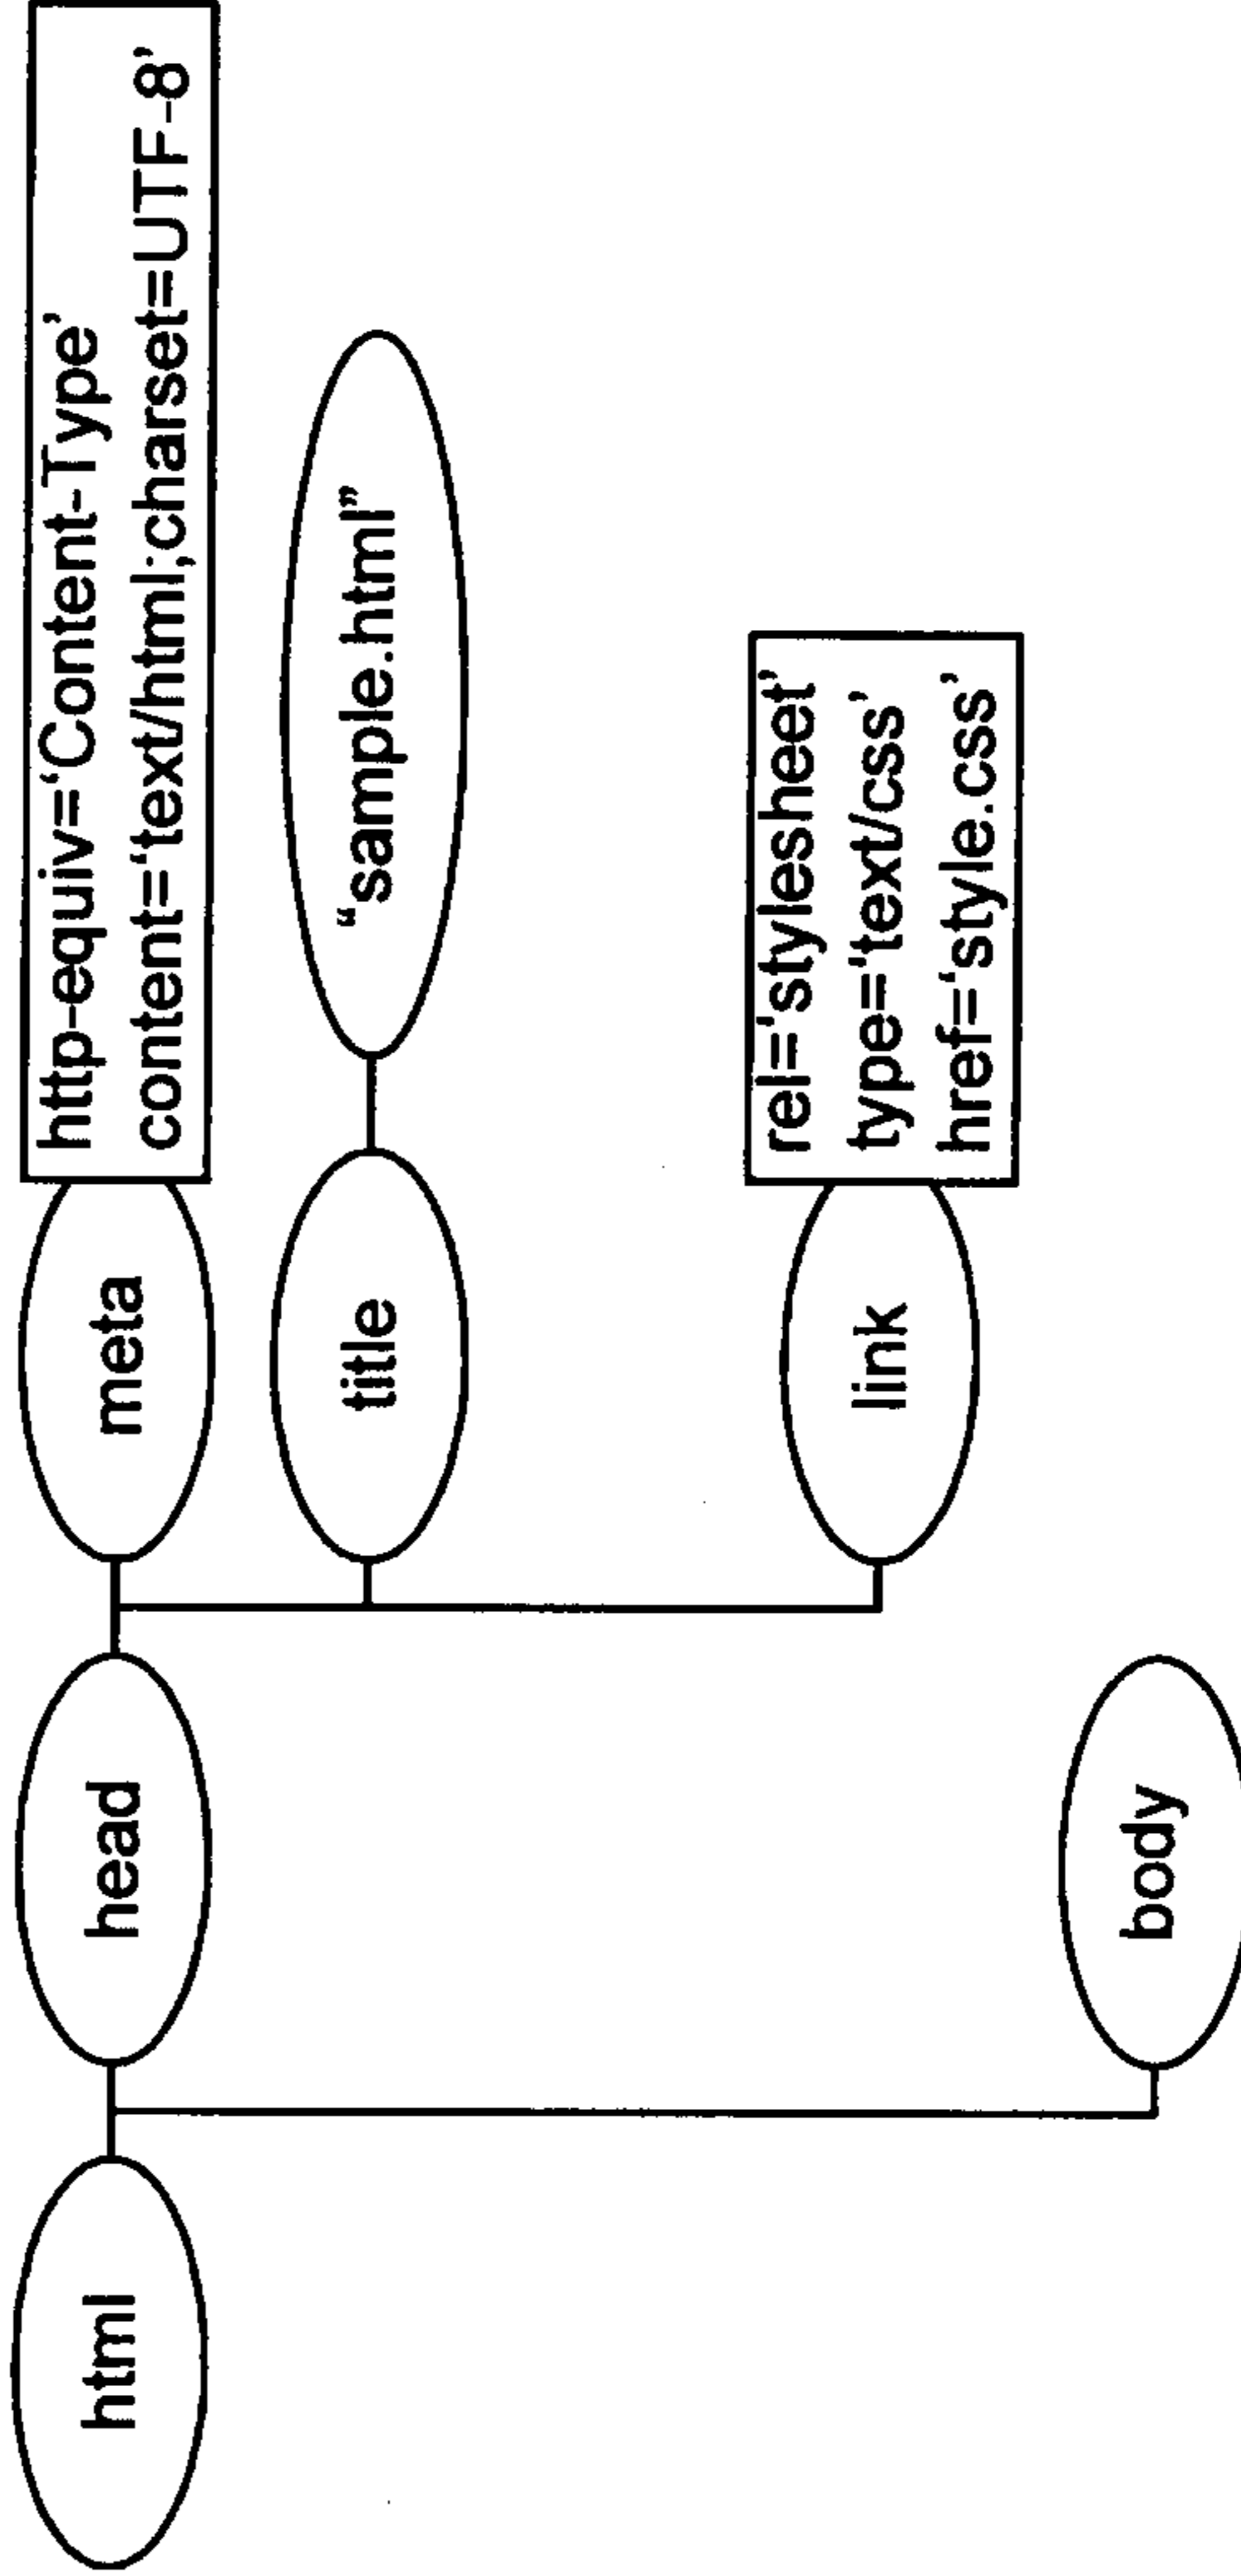 html
head
meta
http-equiv=‘Content-Type’
content=‘text/html;charset=UTF-8’
title
“sample.html”
link
rel=‘stylesheet’
type=‘text/css’
href=‘style.css’
body